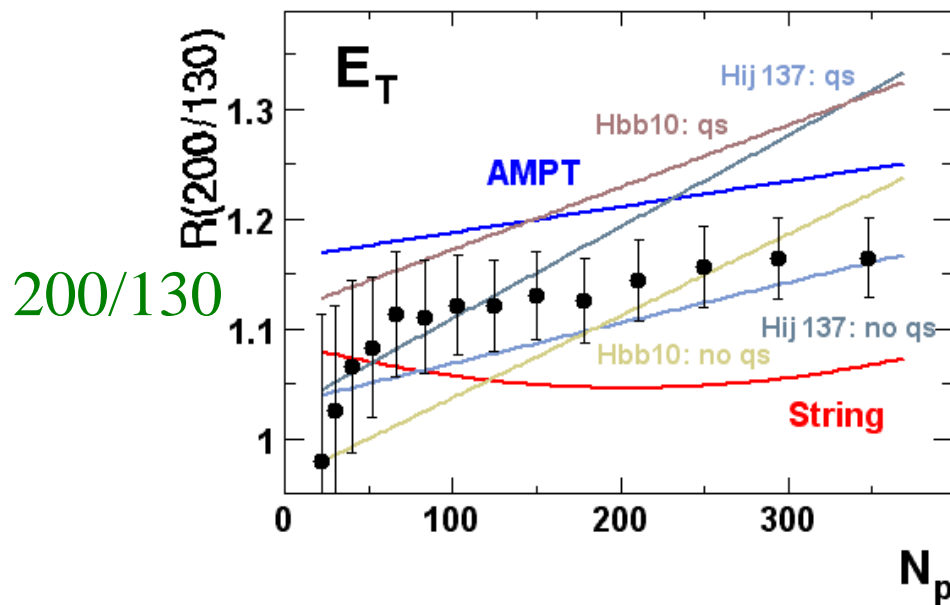 R(200/130)
E_T
Hij 137: qs
1.3
Hbb10: qs
AMPT
1.2
200/130
1.1
Hij 137: no qs
Hbb10: no qs
String
1
0
100
200
300
N_p